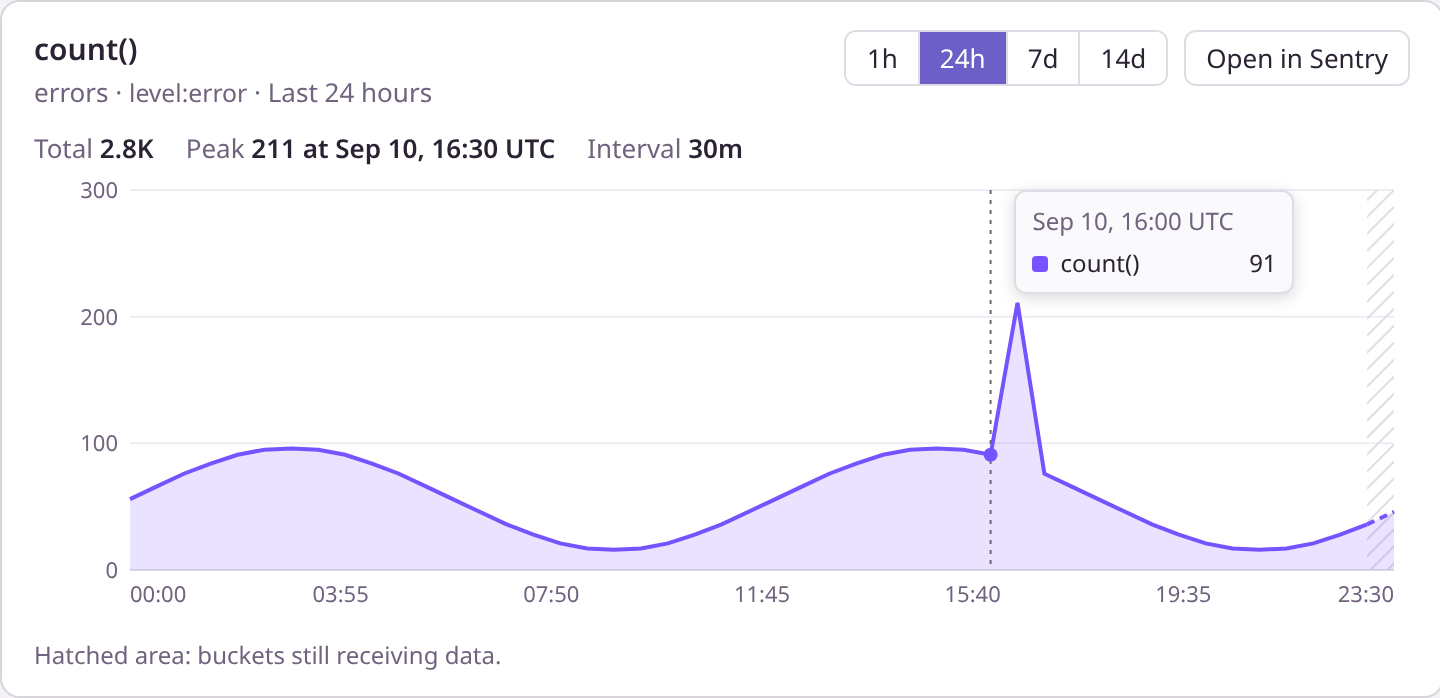 count()
1h 24h 7d 14d Open in Sentry
errors · level:error · Last 24 hours
Total 2.8K Peak 211 at Sep 10, 16:30 UTC Interval 30m
300
Sep 10, 16:00 UTC
count() 91
200
100
0
00:00 03:55 07:50 11:45 15:40 19:35 23:30
Hatched area: buckets still receiving data.